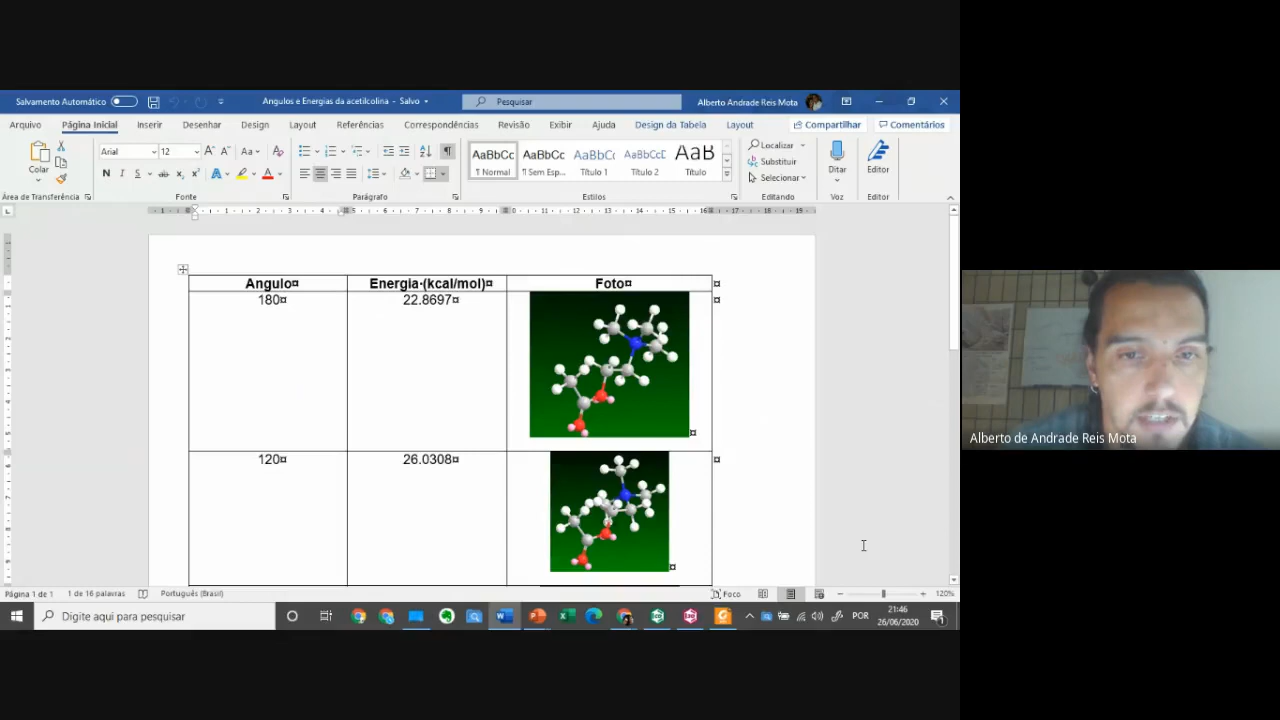 Salvamento Automático
Angulos e Energias da acetilcolina - Salvo
Pesquisar
Alberto Andrade Reis Mota
Arquivo Página Inicial Inserir Desenhar Design Layout Referências Correspondências Revisão Exibir Ajuda Design da Tabela Layout Compartilhar Comentários
Colar
Arial 12
Aa
N I S ab x₂ x² A A
AaBbCc AaBbCc AaBbCc AaBbCcD AaB
¶ Normal ¶ Sem Esp... Título 1 Título 2 Título
Localizar
Substituir
Selecionar
Ditar
Editor
Área de Transferência Fonte Parágrafo Estilos Editando Voz Editor
Angulo¤ Energia·(kcal/mol)¤ Foto¤ ¤
180¤ 22.8697¤ ¤
¤
120¤ 26.0308¤ ¤
¤
Alberto de Andrade Reis Mota
Página 1 de 1 1 de 16 palavras Português (Brasil) Foco 120%
Digite aqui para pesquisar
POR
21:46
26/06/2020